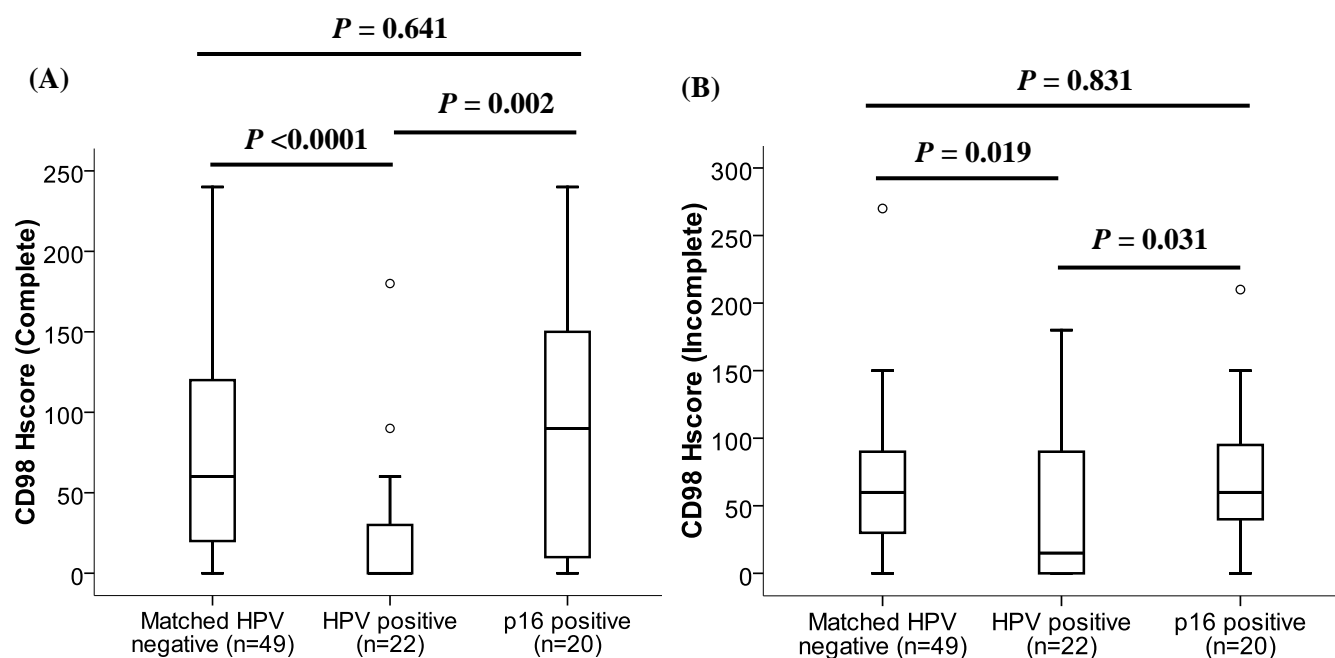 P = 0.641
(A)
P = 0.002
P <0.0001
CD98 Hscore (Complete)
250
200
150
100
50
0
Matched HPV
negative (n=49)
HPV positive
(n=22)
p16 positive
(n=20)
(B)
P = 0.831
P = 0.019
P = 0.031
CD98 Hscore (Incomplete)
300
250
200
150
100
50
0
Matched HPV
negative (n=49)
HPV positive
(n=22)
p16 positive
(n=20)